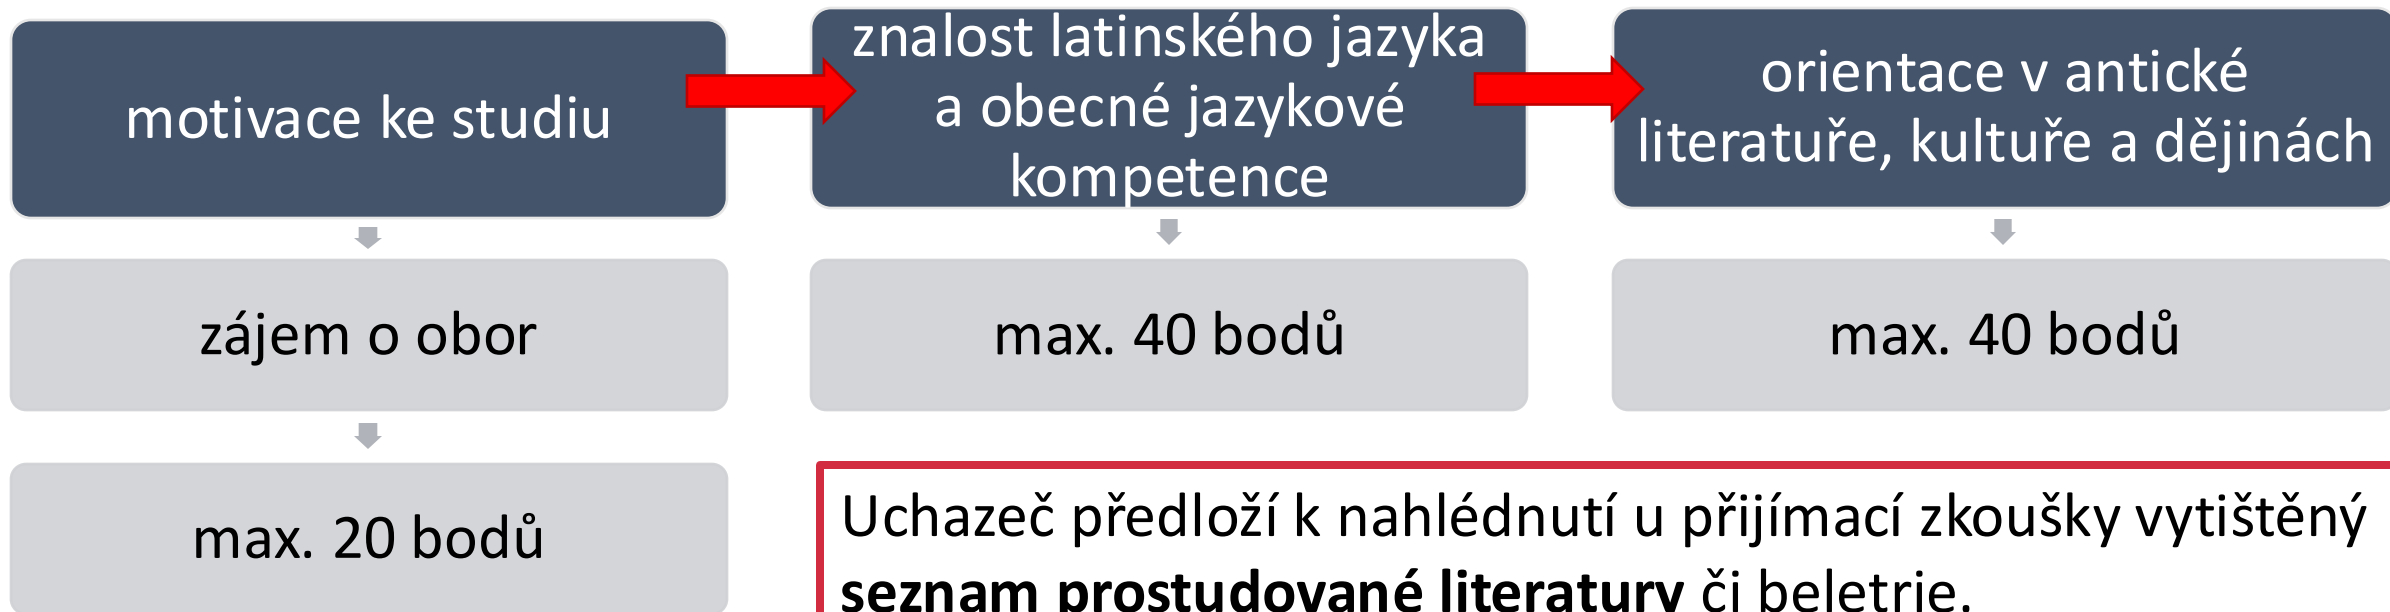 motivace ke studiu
zájem o obor
max. 20 bodů
znalost latinského jazyka
a obecné jazykové
kompetence
max. 40 bodů
orientace v antické
literatuře, kultuře a dějinách
max. 40 bodů
Uchazeč předloží k nahlédnutí u přijímací zkoušky vytištěný
seznam prostudované literatury či beletrie.